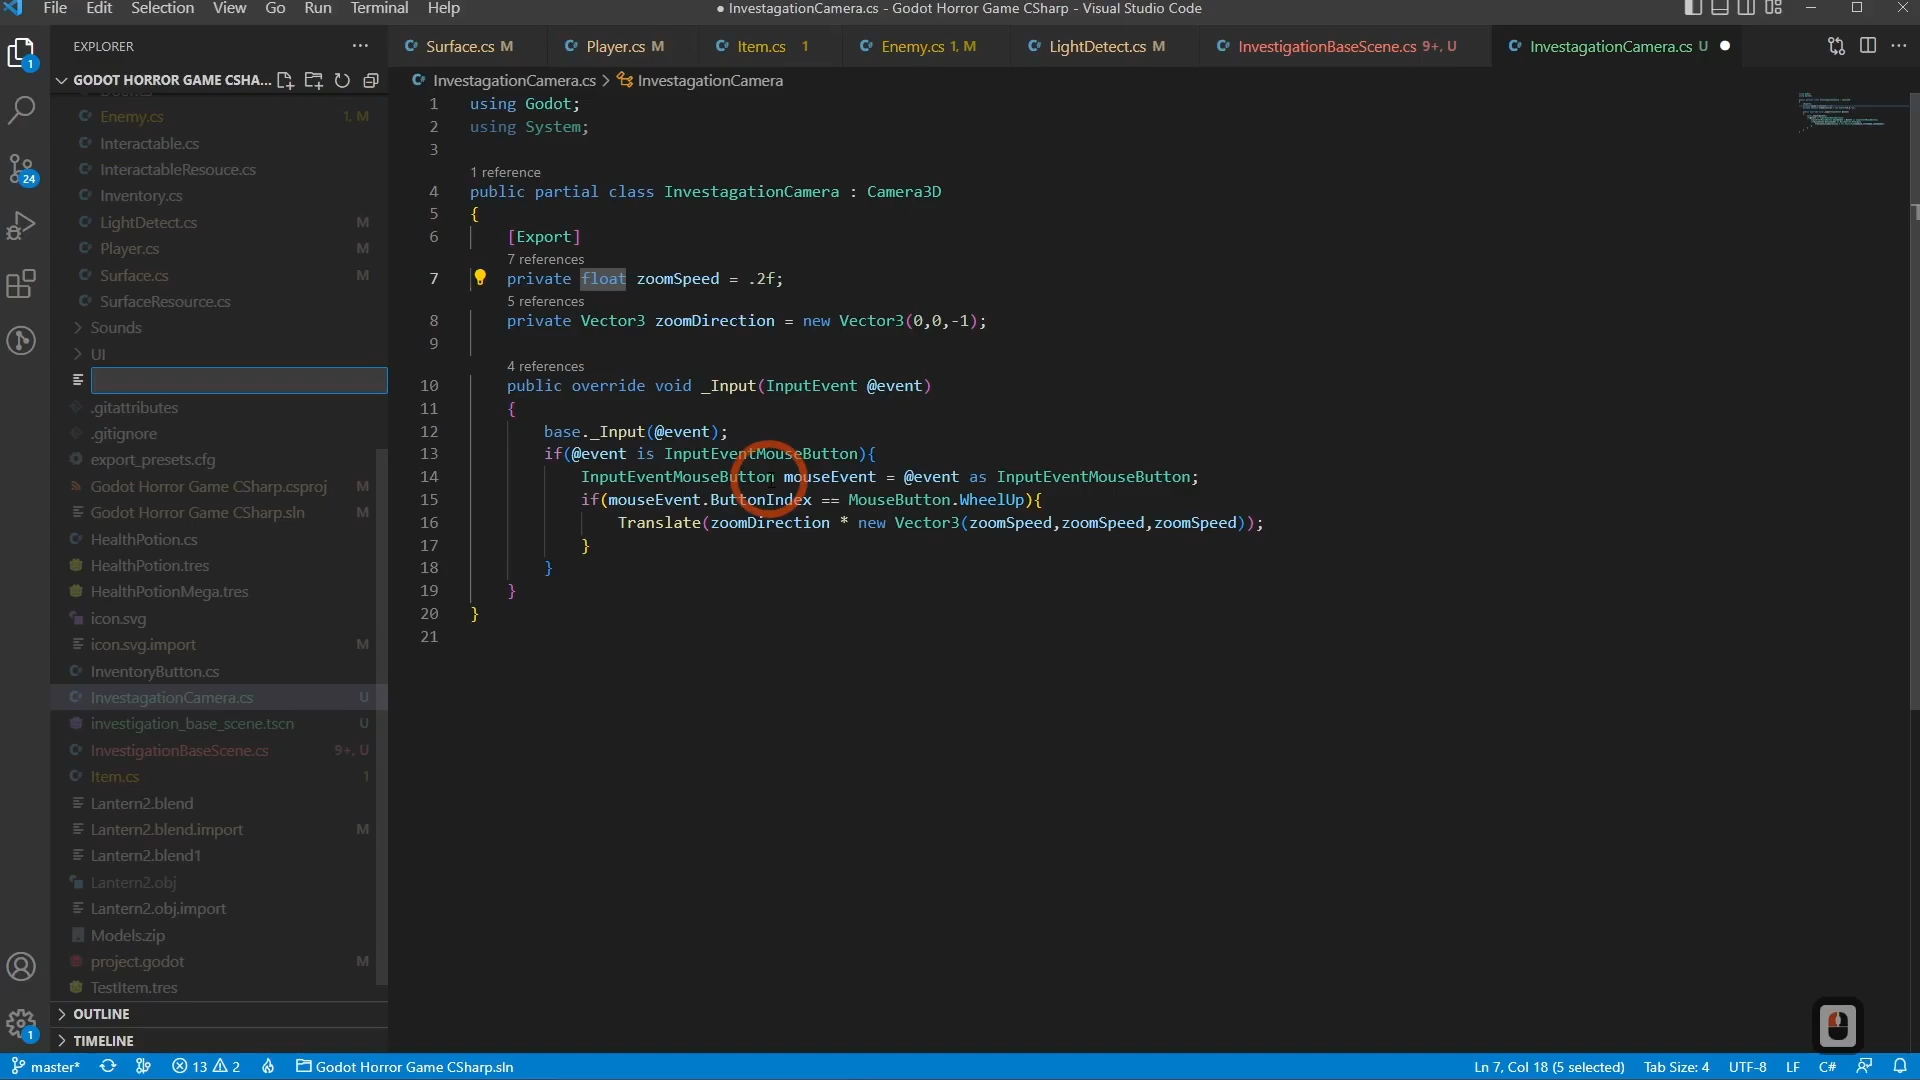 File Edit Selection View Go Run Terminal Help
● InvestagationCamera.cs - Godot Horror Game CSharp - Visual Studio Code
EXPLORER
GODOT HORROR GAME CSHA...
Enemy.cs 1, M
Interactable.cs
InteractableResouce.cs
Inventory.cs
LightDetect.cs M
Player.cs M
Surface.cs M
SurfaceResource.cs
Sounds
UI
.gitattributes
.gitignore
export_presets.cfg
Godot Horror Game CSharp.csproj M
Godot Horror Game CSharp.sln M
HealthPotion.cs
HealthPotion.tres
HealthPotionMega.tres
icon.svg
icon.svg.import M
InventoryButton.cs
InvestagationCamera.cs U
investigation_base_scene.tscn U
InvestigationBaseScene.cs 9+, U
Item.cs 1
Lantern2.blend
Lantern2.blend.import M
Lantern2.blend1
Lantern2.obj
Lantern2.obj.import
Models.zip
project.godot M
TestItem.tres
OUTLINE
TIMELINE
1
24
1
Surface.cs M Player.cs M Item.cs 1 Enemy.cs 1, M LightDetect.cs M InvestigationBaseScene.cs 9+, U InvestagationCamera.cs U
InvestagationCamera.cs > InvestagationCamera
1 using Godot;
2 using System;
3
1 reference
4 public partial class InvestagationCamera : Camera3D
5 {
6 [Export]
7 references
7 private float zoomSpeed = .2f;
5 references
8 private Vector3 zoomDirection = new Vector3(0,0,-1);
9
4 references
10 public override void _Input(InputEvent @event)
11 {
12 base._Input(@event);
13 if(@event is InputEventMouseButton){
14 InputEventMouseButton mouseEvent = @event as InputEventMouseButton;
15 if(mouseEvent.ButtonIndex == MouseButton.WheelUp){
16 Translate(zoomDirection * new Vector3(zoomSpeed,zoomSpeed,zoomSpeed));
17 }
18 }
19 }
20 }
21
master* 13 2 Godot Horror Game CSharp.sln
Ln 7, Col 18 (5 selected) Tab Size: 4 UTF-8 LF C#